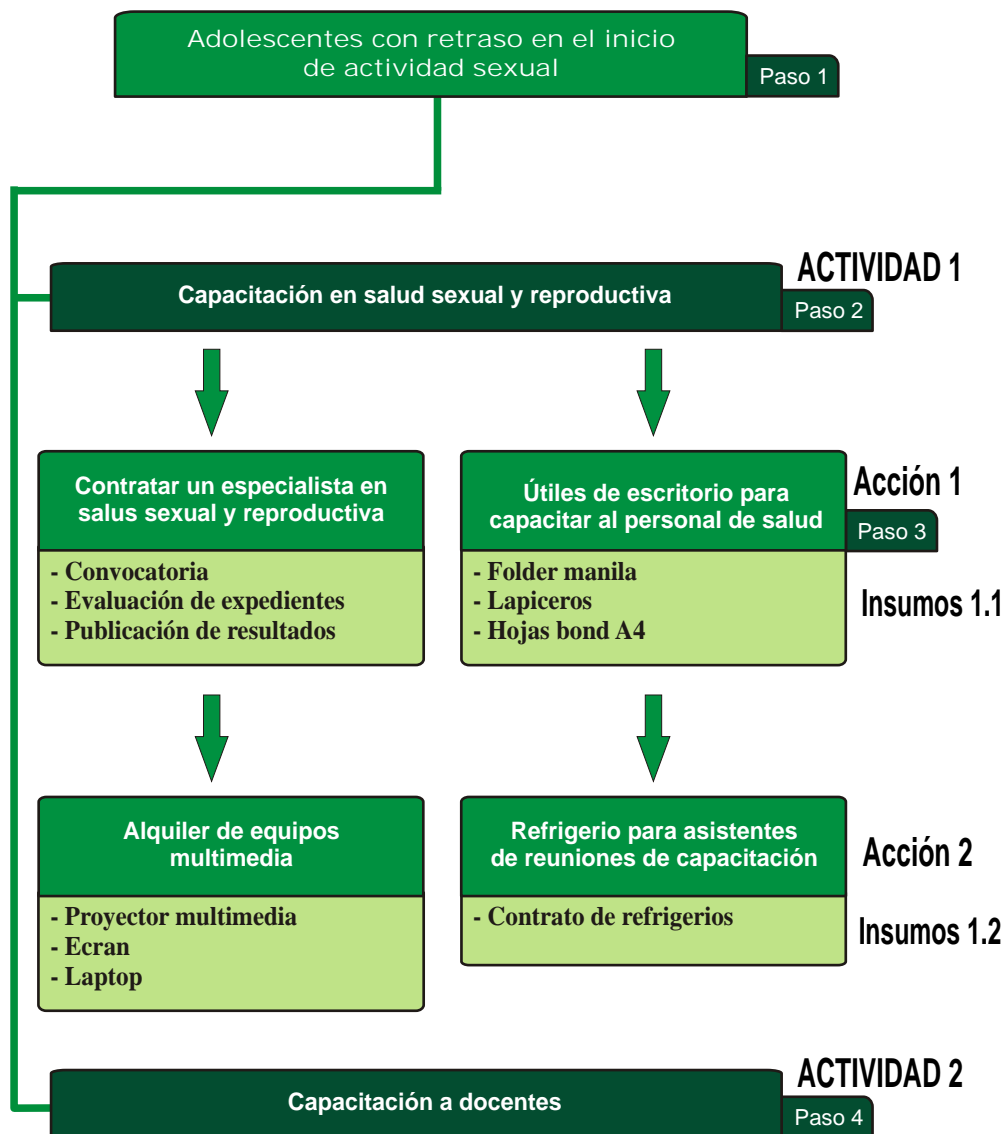 Adolescentes con retraso en el inicio
de actividad sexual
Paso 1
ACTIVIDAD 1
Capacitación en salud sexual y reproductiva
Paso 2
Contratar un especialista en
salus sexual y reproductiva
- Convocatoria
- Evaluación de expedientes
- Publicación de resultados
Útiles de escritorio para
capacitar al personal de salud
Acción 1
Paso 3
- Folder manila
- Lapiceros
- Hojas bond A4
Insumos 1.1
Alquiler de equipos
multimedia
- Proyector multimedia
- Ecran
- Laptop
Refrigerio para asistentes
de reuniones de capacitación
Acción 2
- Contrato de refrigerios
Insumos 1.2
ACTIVIDAD 2
Capacitación a docentes
Paso 4